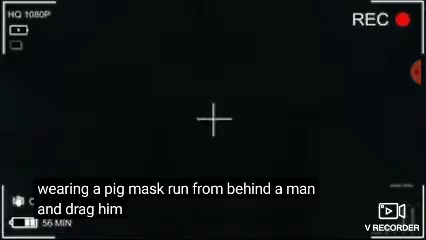 HQ 1080P
REC
wearing a pig mask run from behind a man
and drag him
56 MIN
V RECORDER